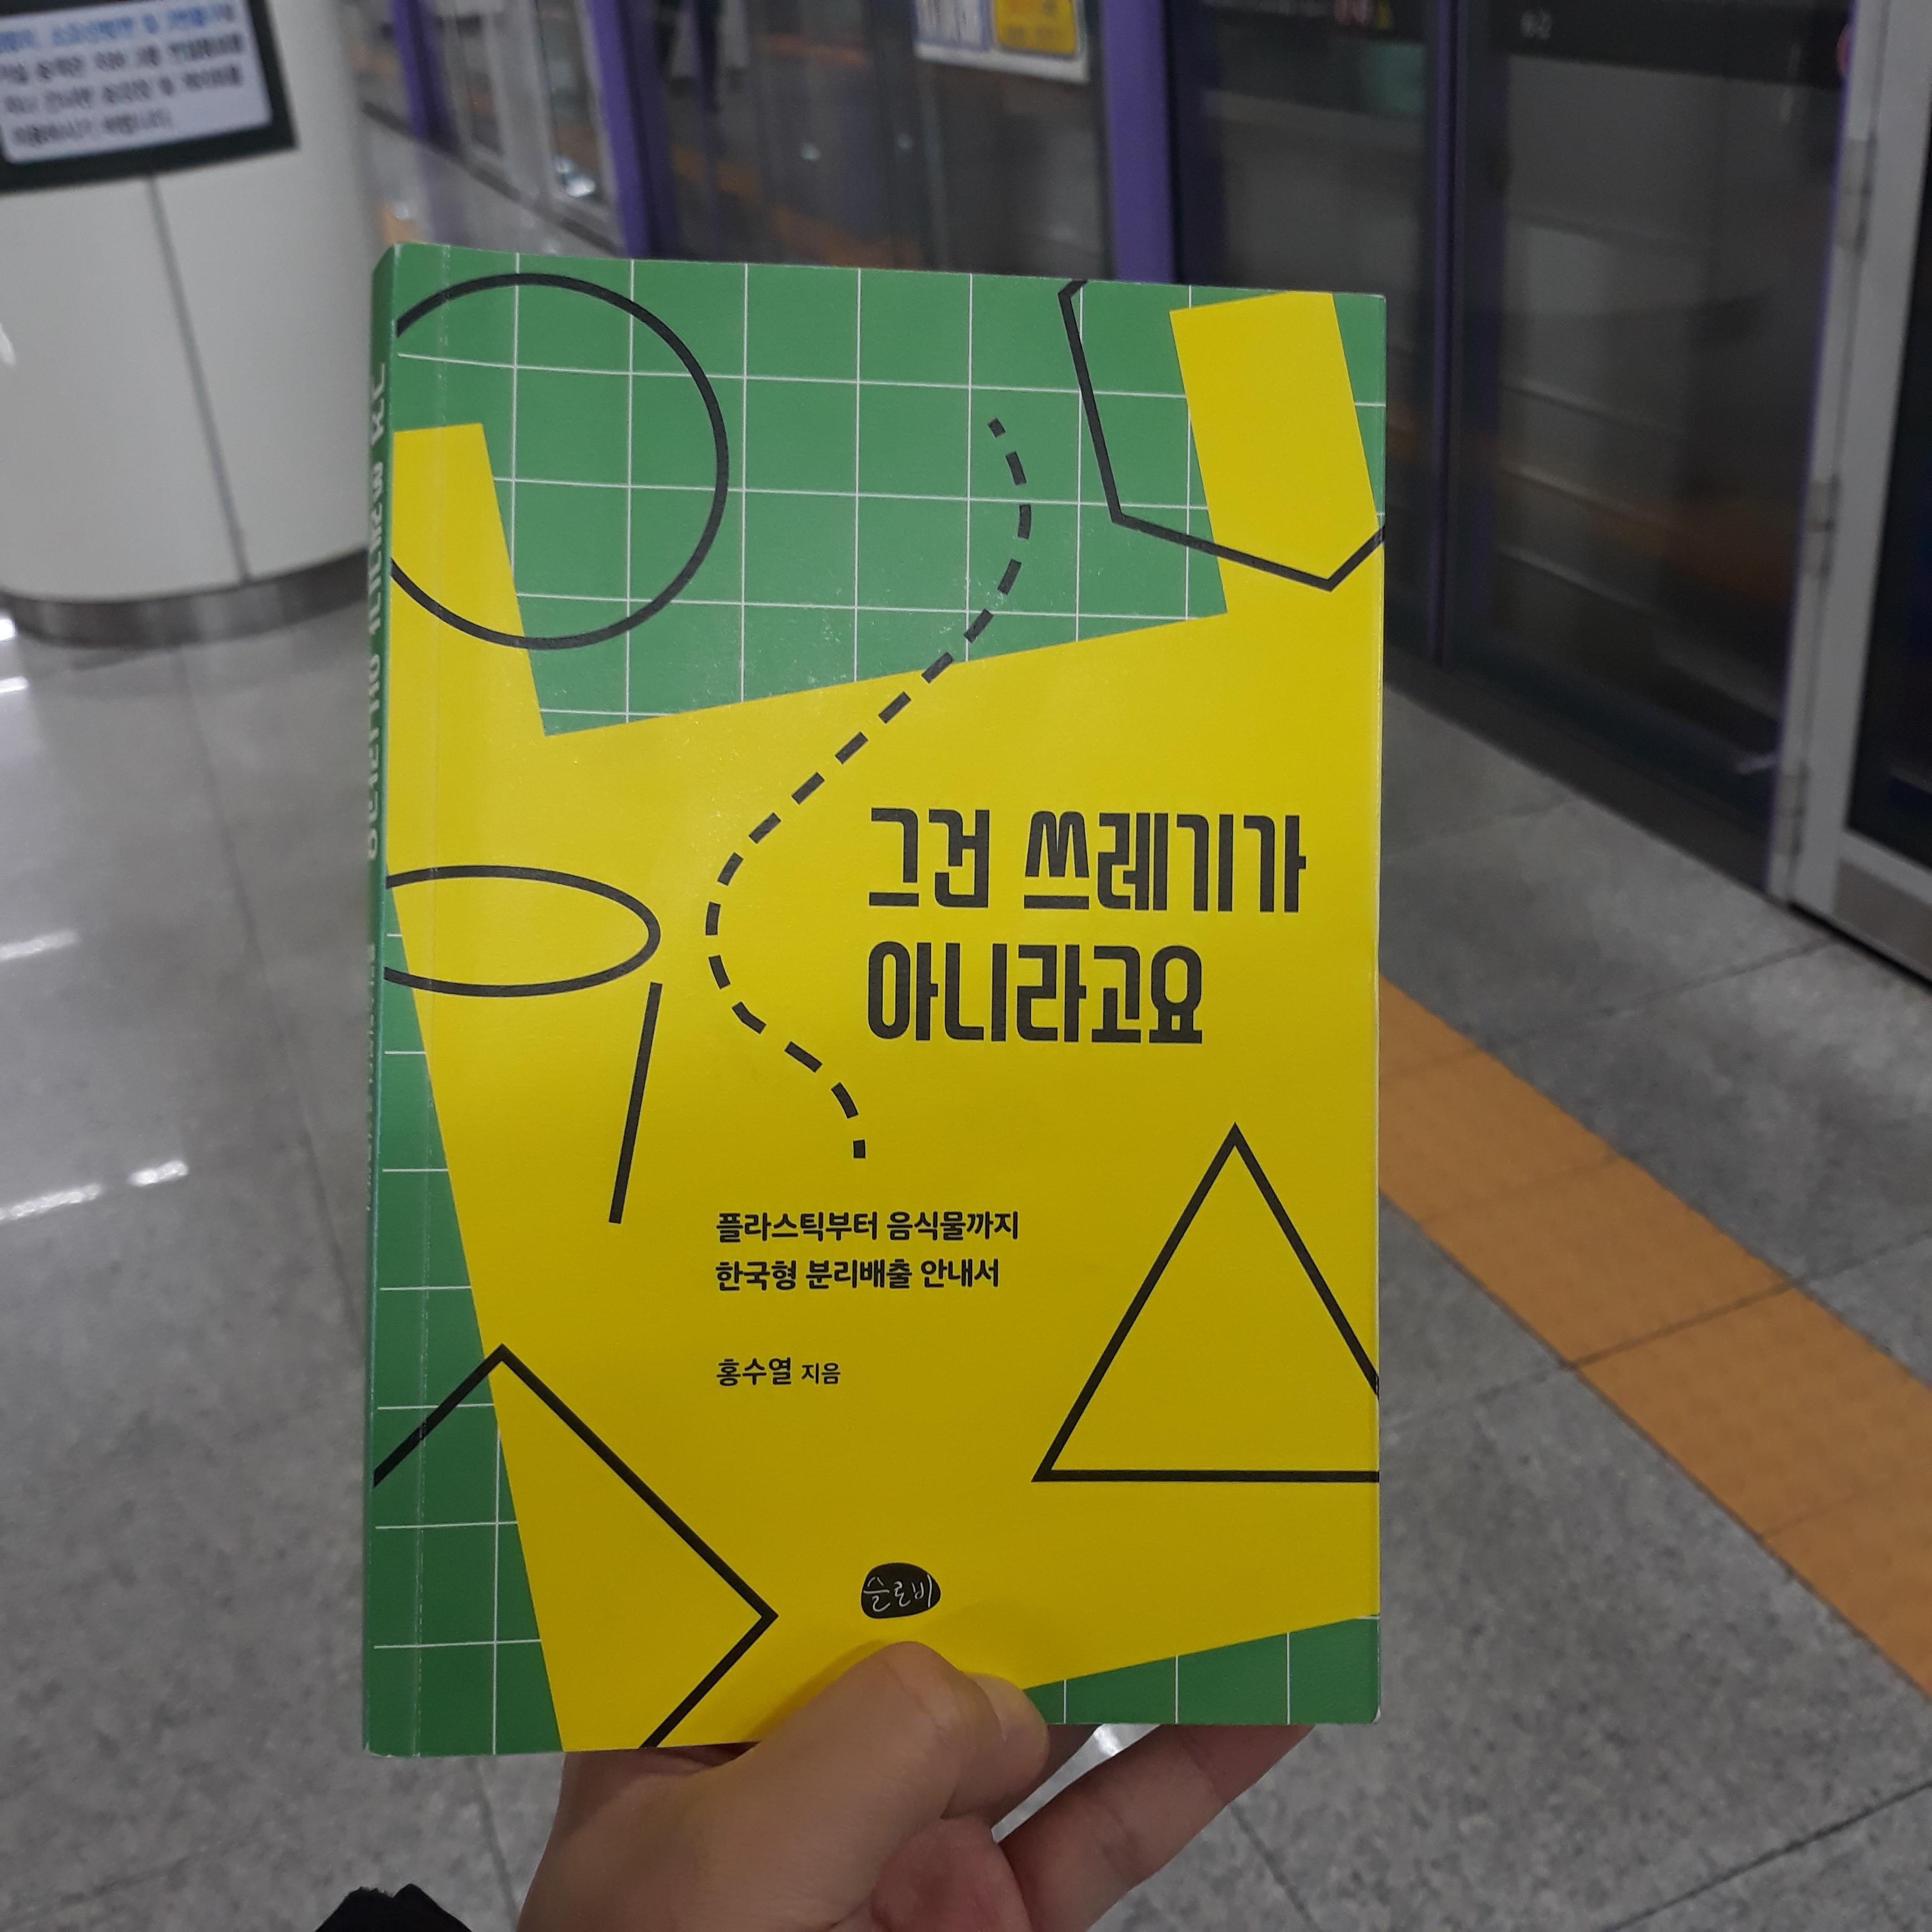 그건 쓰레기가
아니라고요
플라스틱부터 음식물까지
한국형 분리배출 안내서
홍수열 지음
슬로비